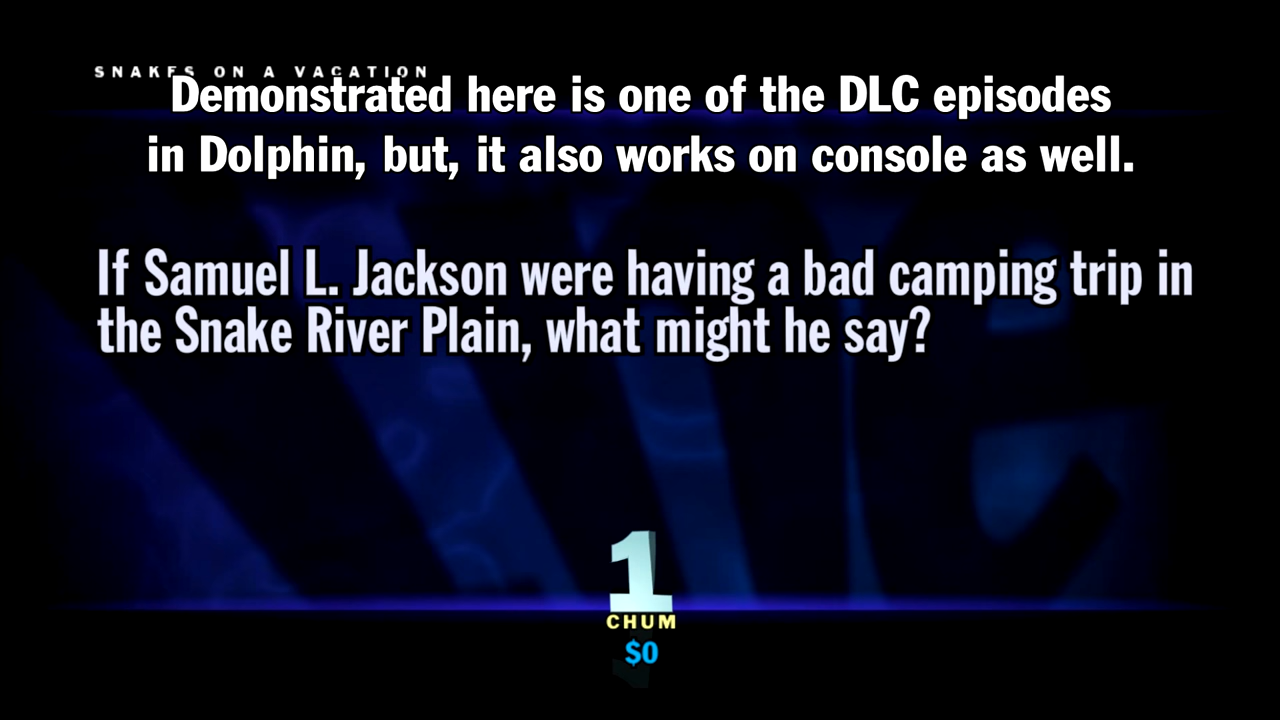 SNAKES ON A VACATION
Demonstrated here is one of the DLC episodes
in Dolphin, but, it also works on console as well.
If Samuel L. Jackson were having a bad camping trip in
the Snake River Plain, what might he say?
1
CHUM
$0